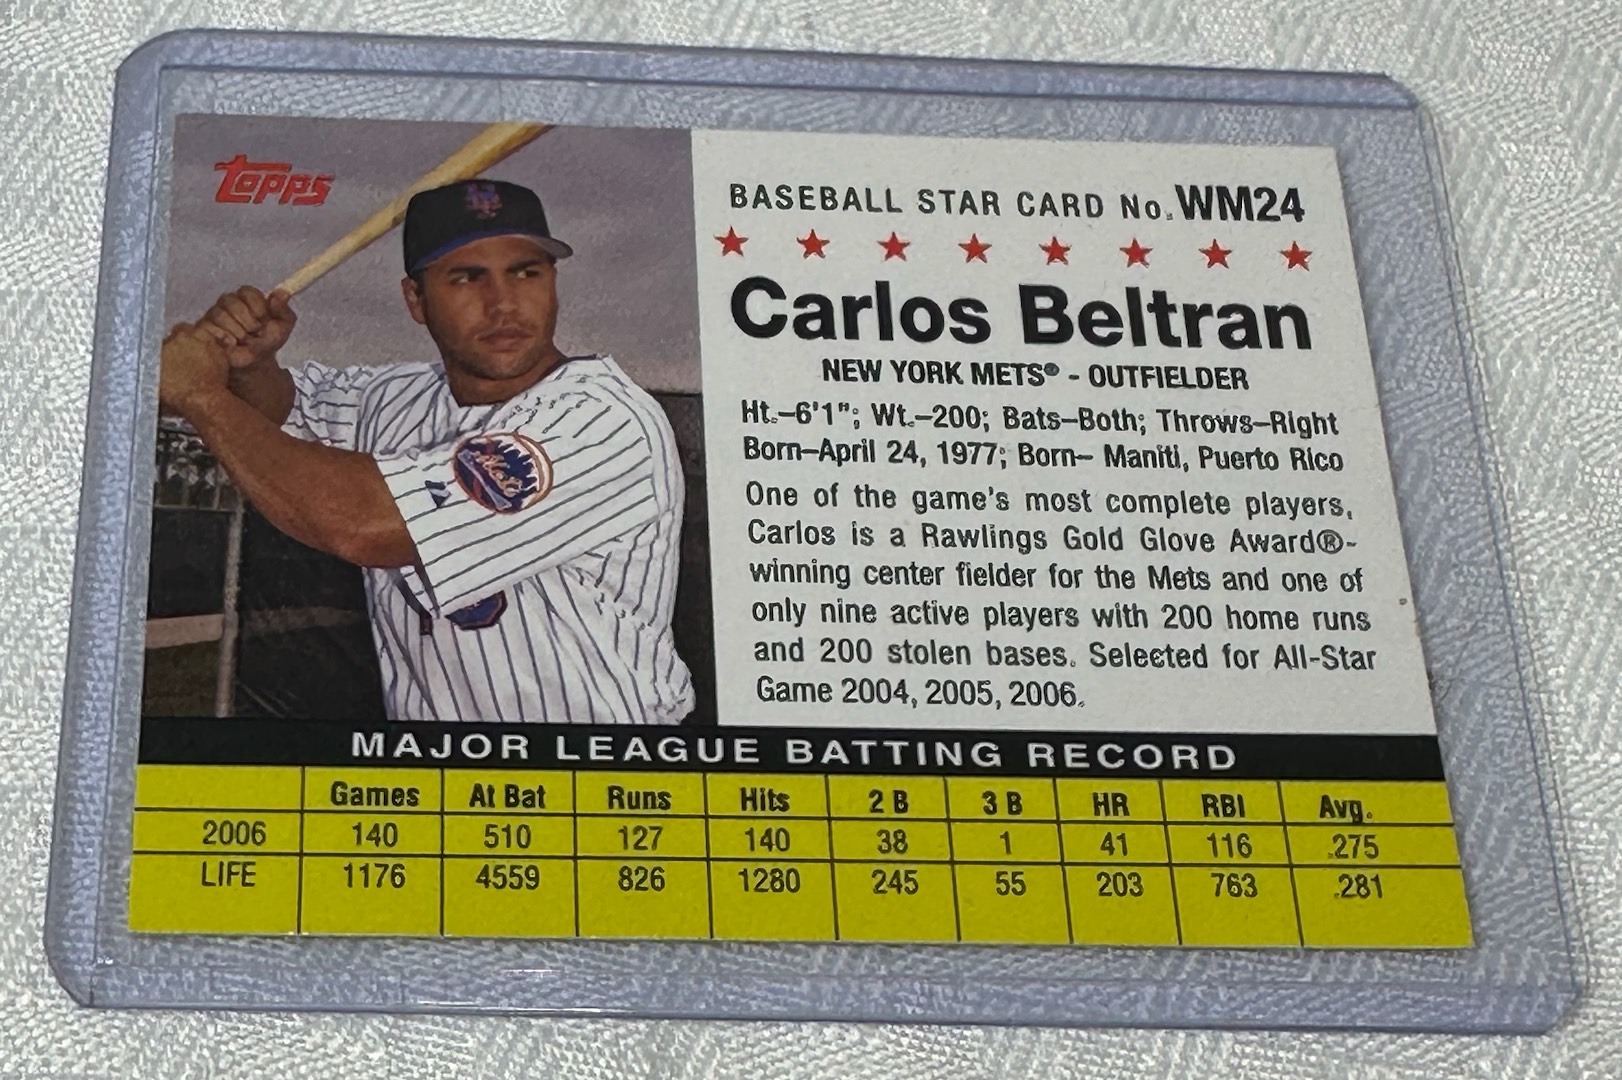 Topps
BASEBALL STAR CARD No. WM24
Carlos Beltran
NEW YORK METS® - OUTFIELDER
Ht.-6'1"; Wt.-200; Bats-Both; Throws-Right
Born-April 24, 1977; Born- Maniti, Puerto Rico
One of the game's most complete players,
Carlos is a Rawlings Gold Glove Award®-
winning center fielder for the Mets and one of
only nine active players with 200 home runs
and 200 stolen bases. Selected for All-Star
Game 2004, 2005, 2006.
Mets
MAJOR LEAGUE BATTING RECORD
Games At Bat Runs Hits 2 B 3 B HR RBI Avg.
2006 140 510 127 140 38 1 41 116 .275
LIFE 1176 4559 826 1280 245 55 203 763 .281